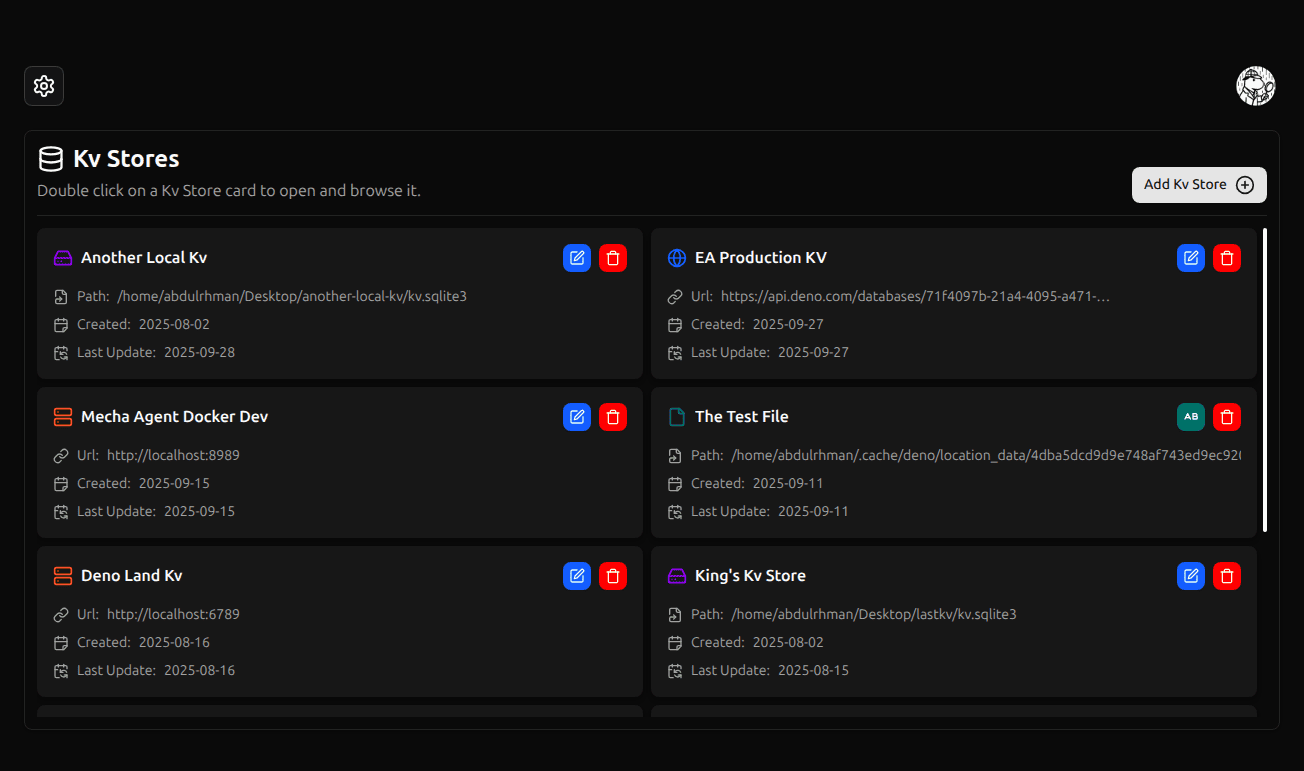 Kv Stores
Double click on a Kv Store card to open and browse it.
Add Kv Store
Another Local Kv
Path: /home/abdulrhman/Desktop/another-local-kv/kv.sqlite3
Created: 2025-08-02
Last Update: 2025-09-28
EA Production KV
Url: https://api.deno.com/databases/71f4097b-21a4-4095-a471-…
Created: 2025-09-27
Last Update: 2025-09-27
Mecha Agent Docker Dev
Url: http://localhost:8989
Created: 2025-09-15
Last Update: 2025-09-15
The Test File
AB
Path: /home/abdulrhman/.cache/deno/location_data/4dba5dcd9d9e748af743ed9ec920
Created: 2025-09-11
Last Update: 2025-09-11
Deno Land Kv
Url: http://localhost:6789
Created: 2025-08-16
Last Update: 2025-08-16
King's Kv Store
Path: /home/abdulrhman/Desktop/lastkv/kv.sqlite3
Created: 2025-08-02
Last Update: 2025-08-15